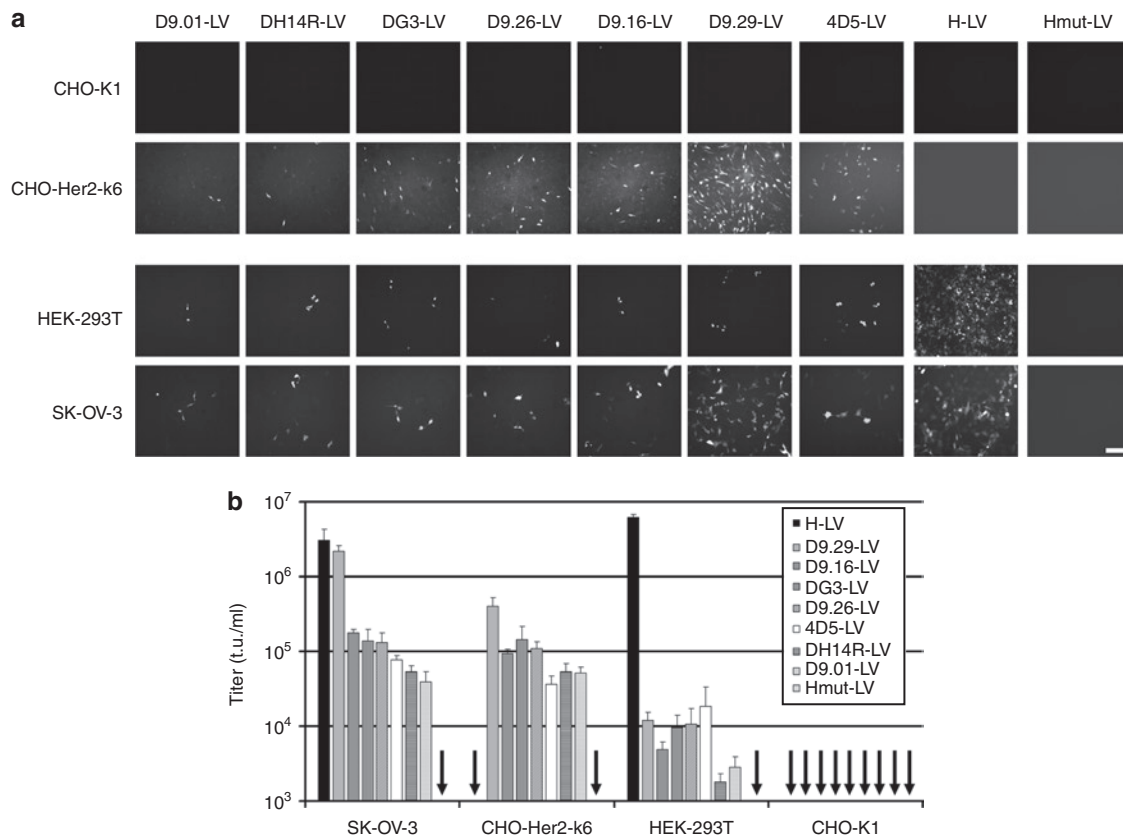 a
D9.01-LV DH14R-LV DG3-LV D9.26-LV D9.16-LV D9.29-LV 4D5-LV H-LV Hmut-LV
CHO-K1
CHO-Her2-k6
HEK-293T
SK-OV-3
b
Titer (t.u./ml)
10⁷
10⁶
10⁵
10⁴
10³
H-LV
D9.29-LV
D9.16-LV
DG3-LV
D9.26-LV
4D5-LV
DH14R-LV
D9.01-LV
Hmut-LV
SK-OV-3 CHO-Her2-k6 HEK-293T CHO-K1